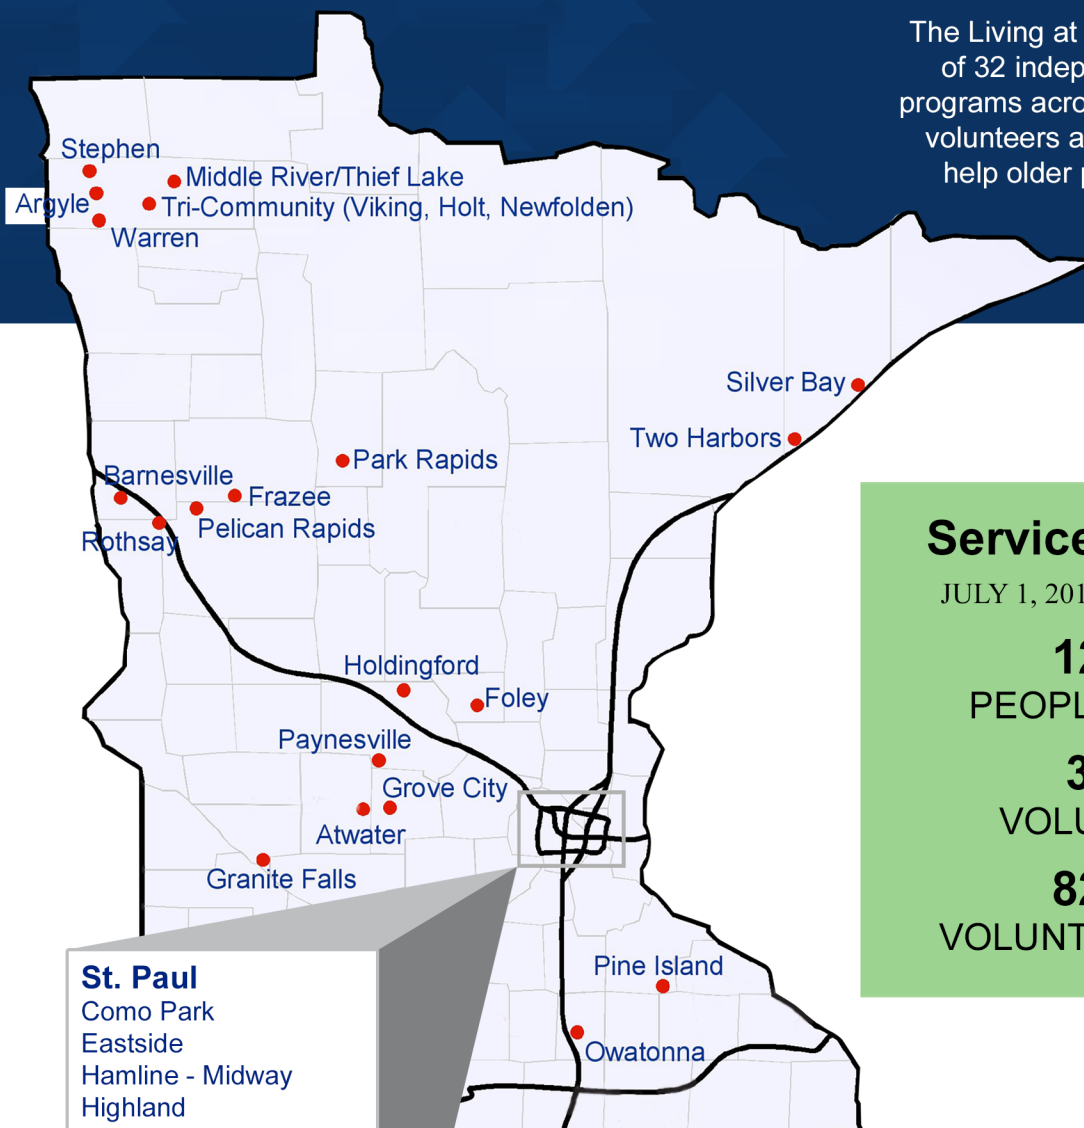 The Living at
of 32 indep
programs acro
volunteers a
help older p
Stephen
Middle River/Thief Lake
Argyle
Tri-Community (Viking, Holt, Newfolden)
Warren
Silver Bay
Two Harbors
Park Rapids
Barnesville
Frazee
Pelican Rapids
Rothsay
Service
JULY 1, 201
12
PEOPL
3
VOLU
82
VOLUNT
Holdingford
Foley
Paynesville
Grove City
Atwater
Granite Falls
Pine Island
Owatonna
St. Paul
Como Park
Eastside
Hamline - Midway
Highland